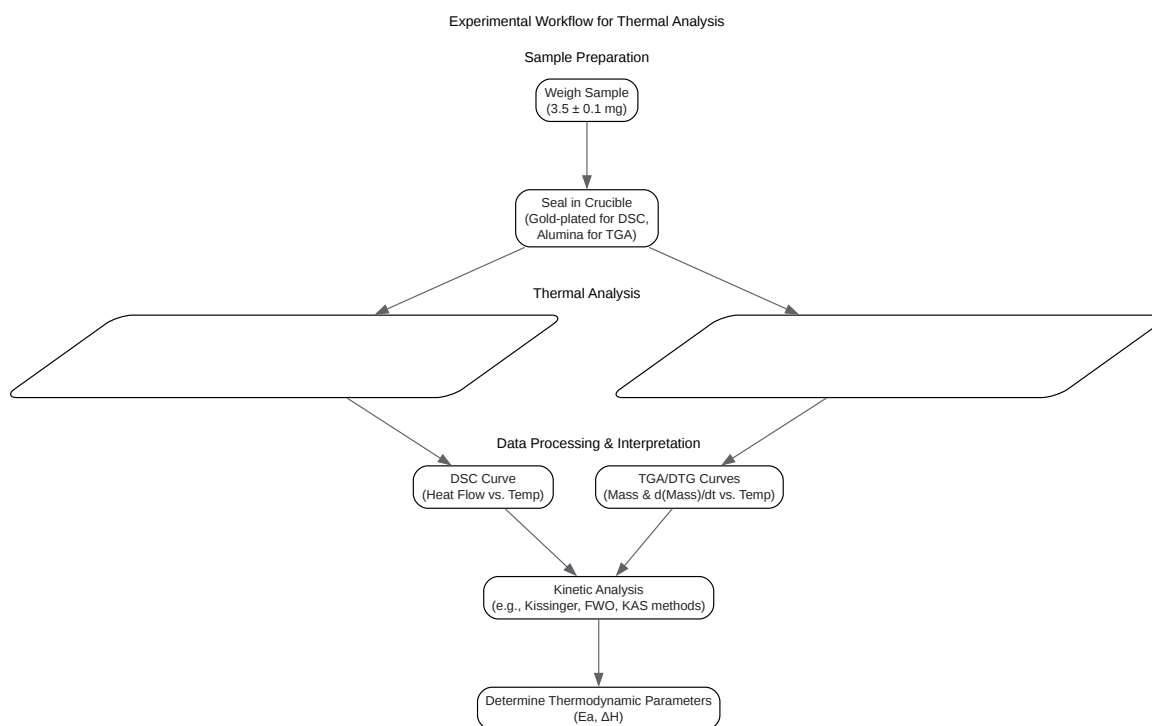 Experimental Workflow for Thermal Analysis
Sample Preparation
Weigh Sample
(3.5 ± 0.1 mg)
Seal in Crucible
(Gold-plated for DSC,
Alumina for TGA)
Thermal Analysis
Data Processing & Interpretation
DSC Curve
(Heat Flow vs. Temp)
TGA/DTG Curves
(Mass & d(Mass)/dt vs. Temp)
Kinetic Analysis
(e.g., Kissinger, FWO, KAS methods)
Determine Thermodynamic Parameters
(Ea, ΔH)